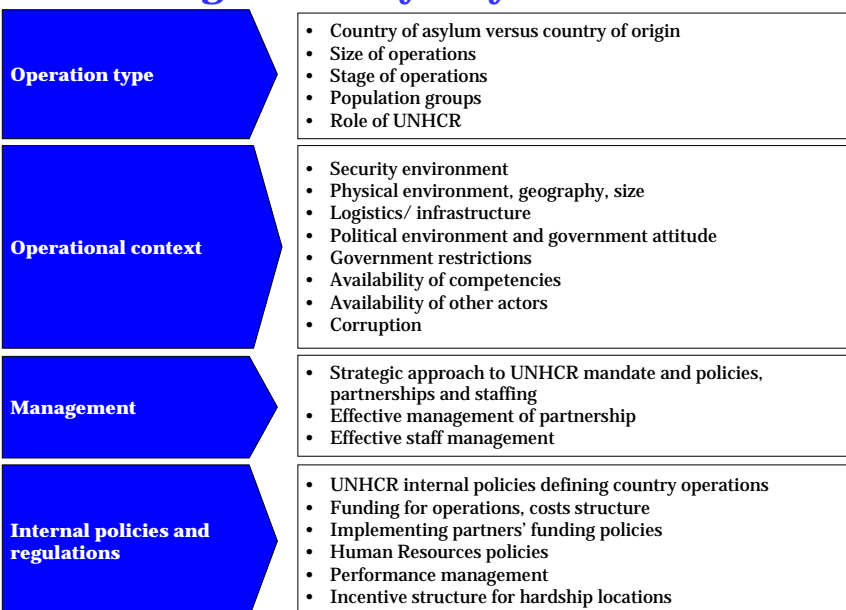 Operation type
• Country of asylum versus country of origin
• Size of operations
• Stage of operations
• Population groups
• Role of UNHCR
Operational context
• Security environment
• Physical environment, geography, size
• Logistics/ infrastructure
• Political environment and government attitude
• Government restrictions
• Availability of competencies
• Availability of other actors
• Corruption
Management
• Strategic approach to UNHCR mandate and policies,
partnerships and staffing
• Effective management of partnership
• Effective staff management
Internal policies and
regulations
• UNHCR internal policies defining country operations
• Funding for operations, costs structure
• Implementing partners’ funding policies
• Human Resources policies
• Performance management
• Incentive structure for hardship locations